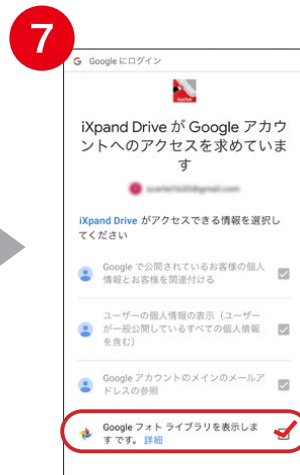 7
Google にログイン
iXpand Drive が Google アカウ
ントへのアクセスを求めていま
す
iXpand Drive がアクセスできる情報を選択し
てください
Google で公開されているお客様の個人
情報とお客様を関連付ける
ユーザーの個人情報の表示（ユーザー
が一般公開しているすべての個人情報
を含む）
Google アカウントのメインのメールア
ドレスの参照
Google フォト ライブラリを表示しま
す です。 詳細